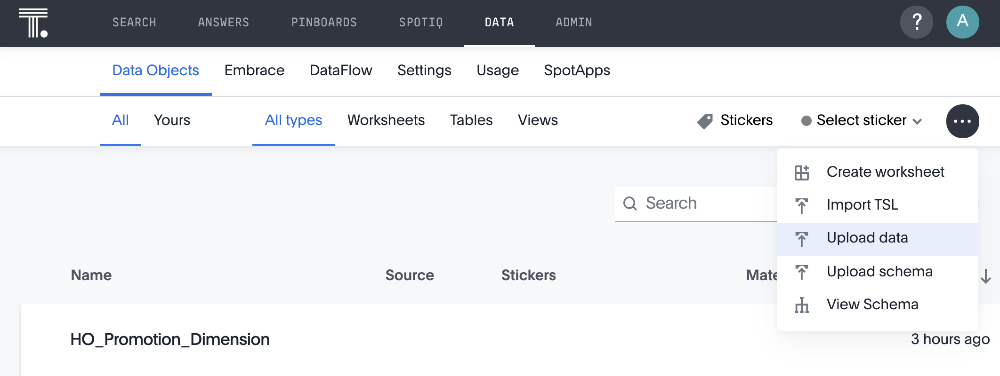 SEARCH ANSWERS PINBOARDS SPOTIQ DATA ADMIN ? A
Data Objects Embrace DataFlow Settings Usage SpotApps
All Yours All types Worksheets Tables Views Stickers Select sticker
Create worksheet
Search
Import TSL
Upload data
Name Source Stickers
Upload schema
View Schema
HO_Promotion_Dimension 3 hours ago